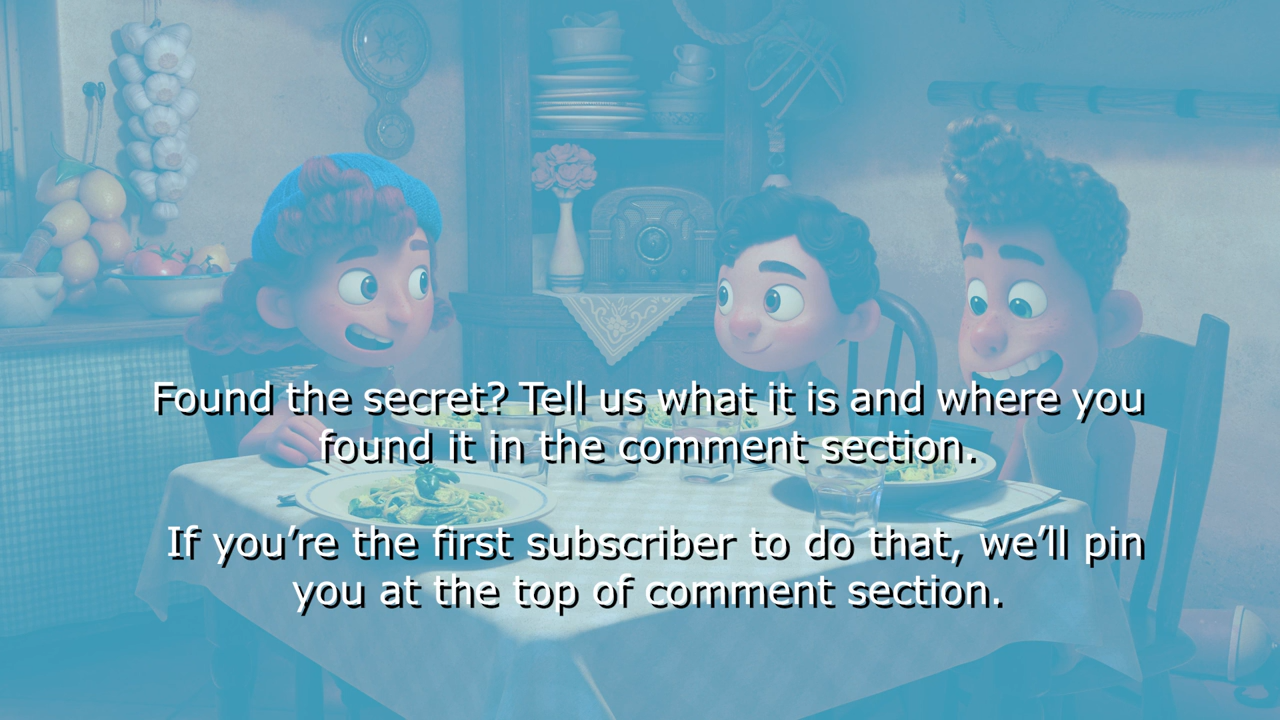 Found the secret? Tell us what it is and where you
found it in the comment section.
If you’re the first subscriber to do that, we’ll pin
you at the top of comment section.